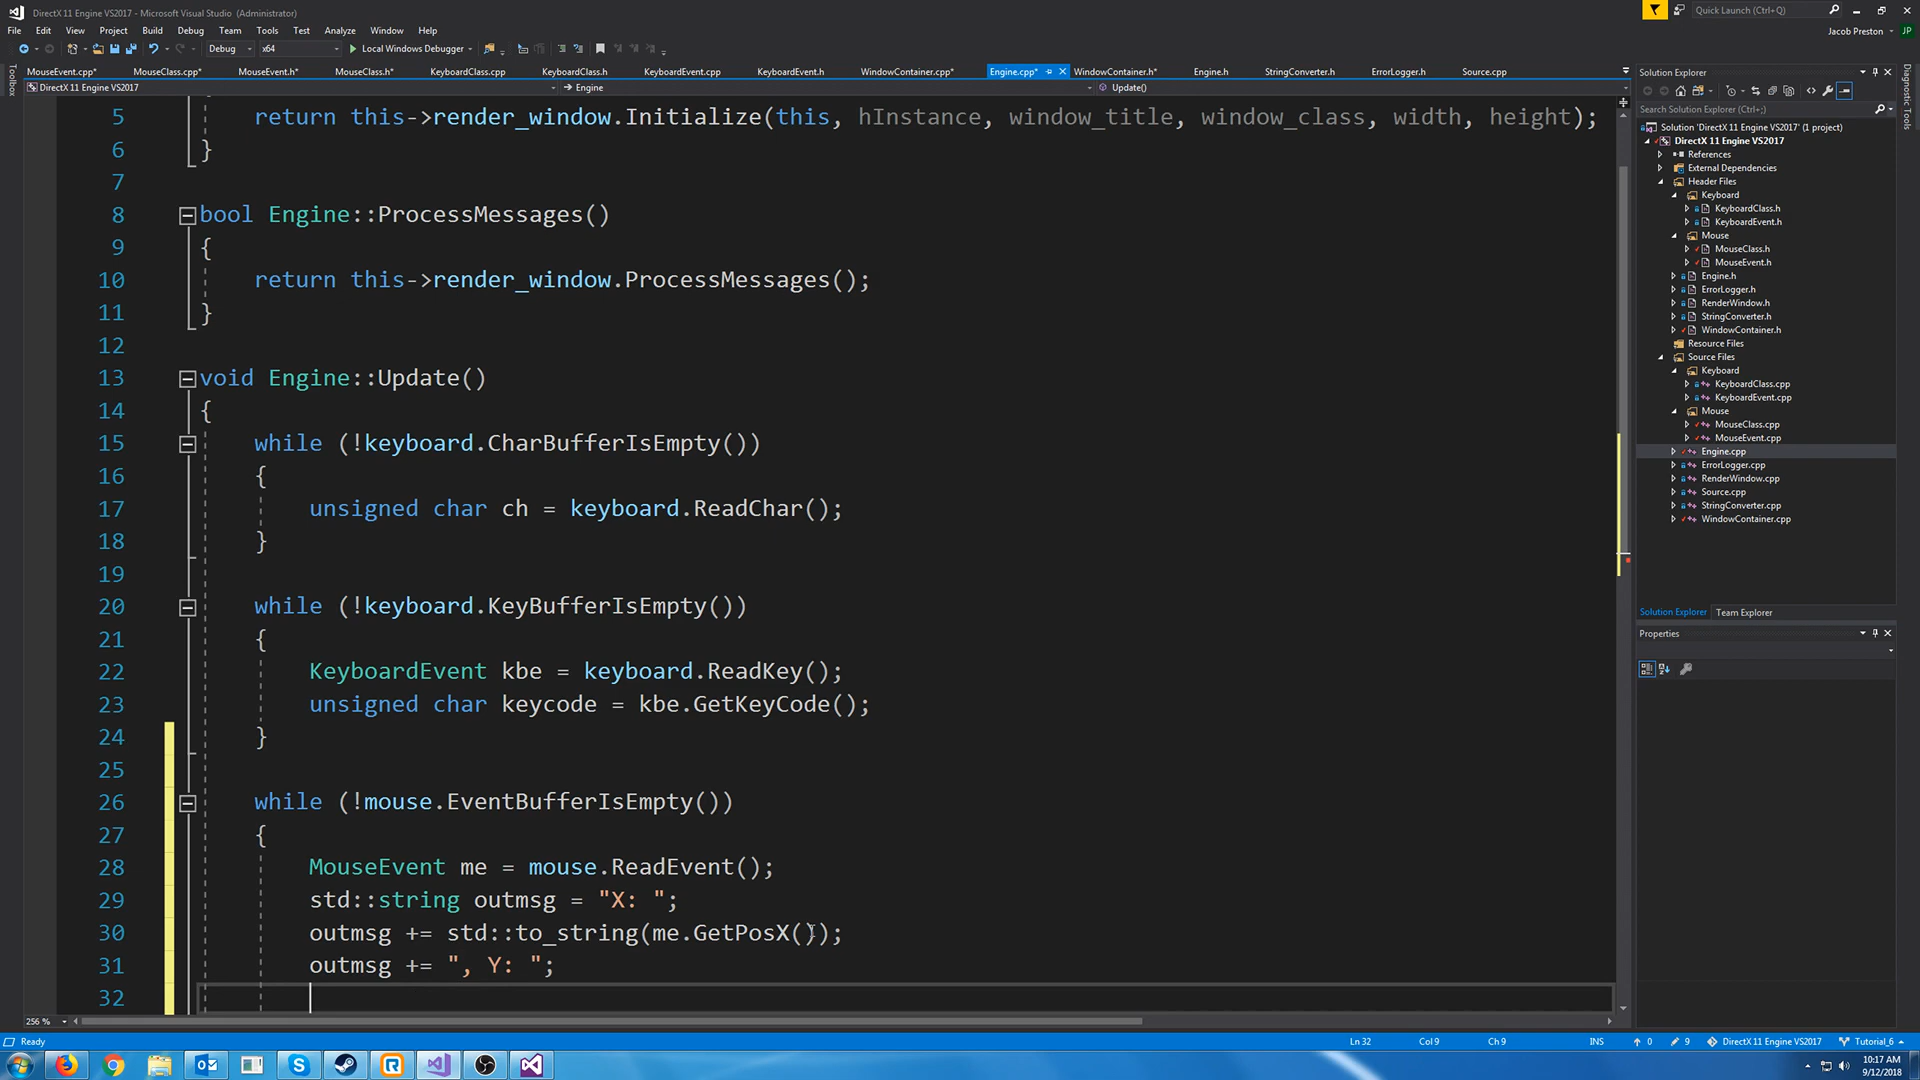 DirectX 11 Engine VS2017 - Microsoft Visual Studio (Administrator)
Quick Launch (Ctrl+Q)
File Edit View Project Build Debug Team Tools Test Analyze Window Help
Jacob Preston JP
Debug x64 Local Windows Debugger
Toolbox
MouseEvent.cpp* MouseClass.cpp* MouseEvent.h* MouseClass.h* KeyboardClass.cpp KeyboardClass.h KeyboardEvent.cpp KeyboardEvent.h WindowContainer.cpp* Engine.cpp* WindowContainer.h* Engine.h StringConverter.h ErrorLogger.h Source.cpp
DirectX 11 Engine VS2017 Engine Update()
5 return this->render_window.Initialize(this, hInstance, window_title, window_class, width, height);
6 }
7
8 bool Engine::ProcessMessages()
9 {
10 return this->render_window.ProcessMessages();
11 }
12
13 void Engine::Update()
14 {
15 while (!keyboard.CharBufferIsEmpty())
16 {
17 unsigned char ch = keyboard.ReadChar();
18 }
19
20 while (!keyboard.KeyBufferIsEmpty())
21 {
22 KeyboardEvent kbe = keyboard.ReadKey();
23 unsigned char keycode = kbe.GetKeyCode();
24 }
25
26 while (!mouse.EventBufferIsEmpty())
27 {
28 MouseEvent me = mouse.ReadEvent();
29 std::string outmsg = "X: ";
30 outmsg += std::to_string(me.GetPosX());
31 outmsg += ", Y: ";
32
256 %
Solution Explorer
Search Solution Explorer (Ctrl+;)
Solution 'DirectX 11 Engine VS2017' (1 project)
DirectX 11 Engine VS2017
References
External Dependencies
Header Files
Keyboard
KeyboardClass.h
KeyboardEvent.h
Mouse
MouseClass.h
MouseEvent.h
Engine.h
ErrorLogger.h
RenderWindow.h
StringConverter.h
WindowContainer.h
Resource Files
Source Files
Keyboard
KeyboardClass.cpp
KeyboardEvent.cpp
Mouse
MouseClass.cpp
MouseEvent.cpp
Engine.cpp
ErrorLogger.cpp
RenderWindow.cpp
Source.cpp
StringConverter.cpp
WindowContainer.cpp
Solution Explorer Team Explorer
Properties
Diagnostic Tools
Ready Ln 32 Col 9 Ch 9 INS 0 9 DirectX 11 Engine VS2017 Tutorial_6
10:17 AM
9/12/2018